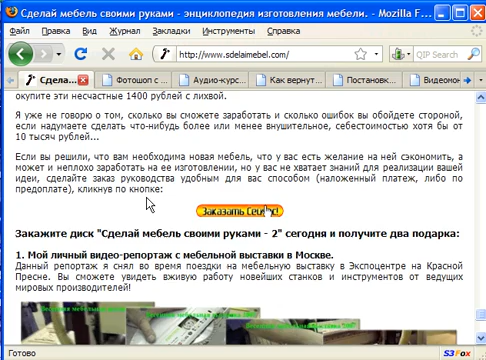 Сделай мебель своими руками - энциклопедия изготовления мебели. - Mozilla F...
Файл Правка Вид Журнал Закладки Инструменты Справка
http://www.sdelaimebel.com/ QIP Search
Сдела... Фотошоп с ... Аудио-курс... Как вернут... Постановк... Видеомон
окупите эти несчастные 1400 рублей с лихвой.
Я уже не говорю о том, сколько вы сможете заработать и сколько ошибок вы обойдете стороной,
если надумаете сделать что-нибудь более или менее внушительное, себестоимостью хотя бы от
10 тысяч рублей...
Если вы решили, что вам необходима новая мебель, что у вас есть желание на ней сэкономить, а
может и неплохо заработать на ее изготовлении, но у вас не хватает знаний для реализации вашей
идеи, сделайте заказ руководства удобным для вас способом (наложенный платеж, либо по
предоплате), кликнув по кнопке:
Заказать Сейчас!
Закажите диск "Сделай мебель своими руками - 2" сегодня и получите два подарка:
1. Мой личный видео-репортаж с мебельной выставки в Москве.
Данный репортаж я снял во время поездки на мебельную выставку в Экспоцентре на Красной
Пресне. Вы сможете увидеть вживую работу новейших станков и инструментов от ведущих
мировых производителей!
Готово
S3Fox